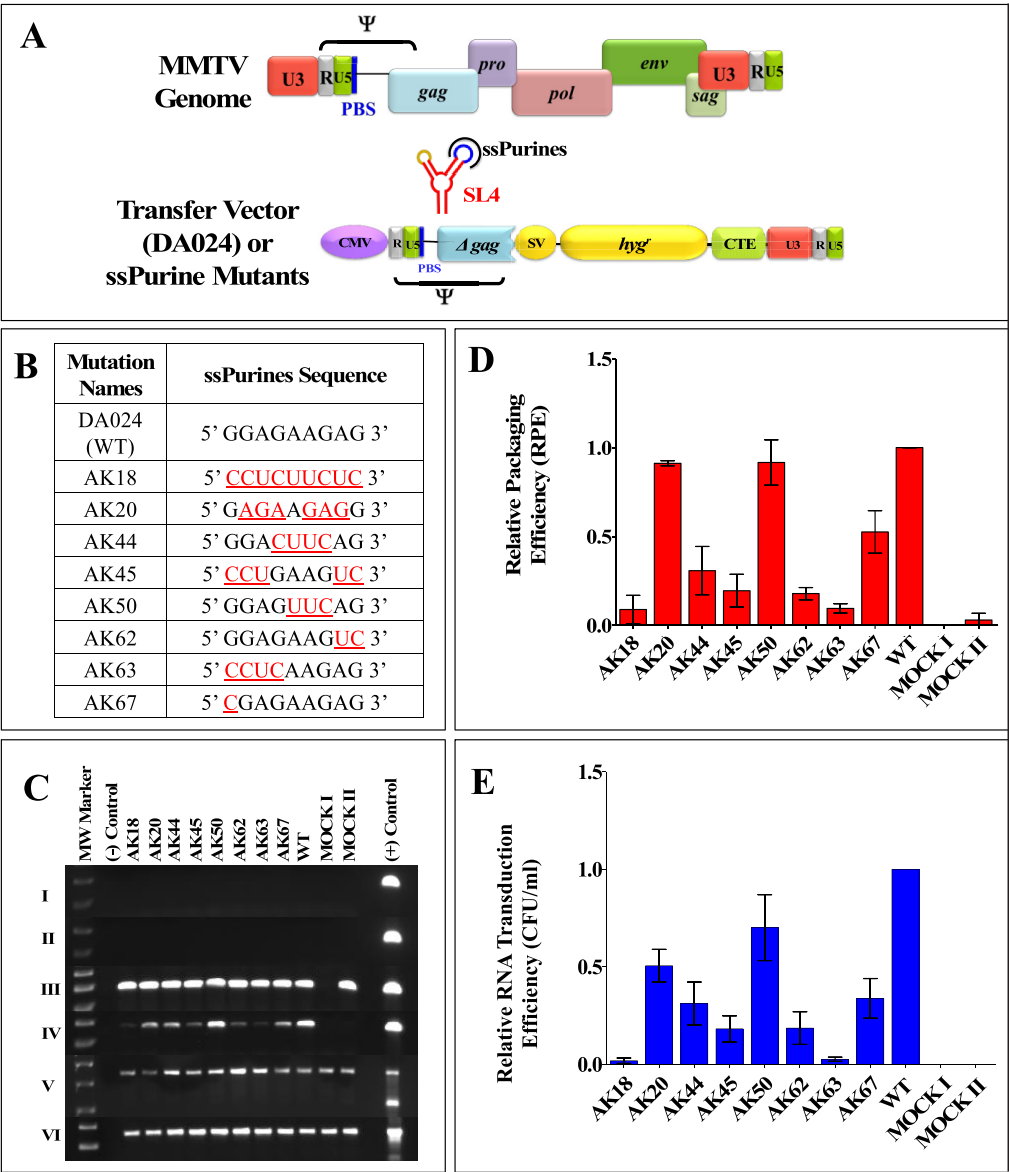 A
Ψ
MMTV
Genome
U3
R
U5
PBS
gag
pro
pol
env
sag
U3
R
U5
ssPurines
SL4
Transfer Vector
(DA024) or
ssPurine Mutants
CMV
R
U5
PBS
Δ gag
SV
hygʳ
CTE
U3
R
U5
Ψ
B
Mutation
Names
ssPurines Sequence
DA024
(WT)
5’ GGAGAAGAG 3’
AK18
5’ CCUCUUCUC 3’
AK20
5’ GAGAAGAGG 3’
AK44
5’ GGACUUCAG 3’
AK45
5’ CCUGAAGUC 3’
AK50
5’ GGAGUUCAG 3’
AK62
5’ GGAGAAGUC 3’
AK63
5’ CCUCAAGAG 3’
AK67
5’ CGAGAAGAG 3’
C
MW Marker
(-) Control
AK18
AK20
AK44
AK45
AK50
AK62
AK63
AK67
WT
MOCK I
MOCK II
(+) Control
I
II
III
IV
V
VI
D
Relative Packaging
Efficiency (RPE)
1.5
1.0
0.5
0.0
AK18
AK20
AK44
AK45
AK50
AK62
AK63
AK67
WT
MOCK I
MOCK II
E
Relative RNA Transduction
Efficiency (CFU/ml)
1.5
1.0
0.5
0.0
AK18
AK20
AK44
AK45
AK50
AK62
AK63
AK67
WT
MOCK I
MOCK II